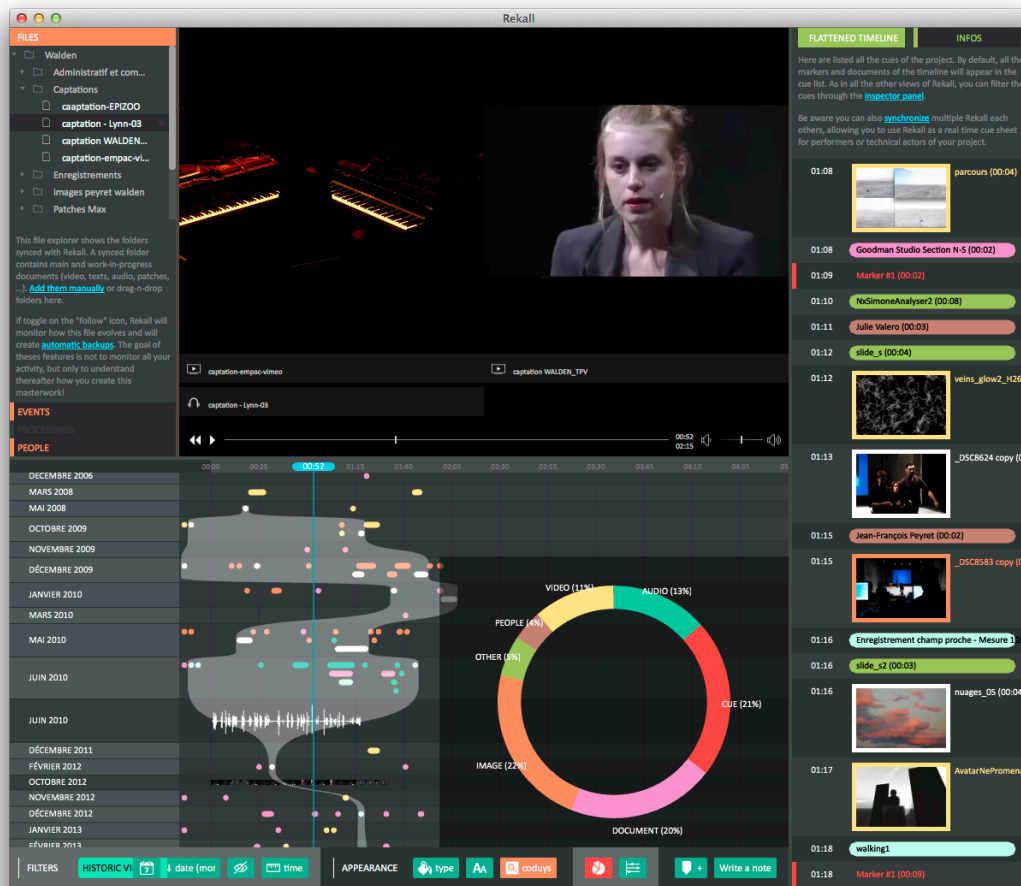 Rekall
FILES
Walden
Administratif et com...
Captations
caaptation-EPIZOO
captation - Lynn-03
captation WALDEN...
captation-empac-vi...
Enregistrements
images peyret walden
Patches Max
This file explorer shows the folders
synced with Rekall. A synced folder
contains main and work-in-progress
documents (video, texts, audio, patches,
...). Add them manually or drag-n-drop
folders here.
If toggle on the "follow" icon, Rekall will
monitor how this file evolves and will
create automatic backups. The goal of
theses features is not to monitor all your
activity, but only to understand
thereafter how you create this
masterwork!
EVENTS
PROCESSINGS
PEOPLE
captation-empac-vimeo
captation WALDEN_TPV
captation - Lynn-03
00:52
02:15
FLATTENED TIMELINE
INFOS
Here are listed all the cues of the project. By default, all the
markers and documents of the timeline will appear in the
cue list. As in all the other views of Rekall, you can filter the
cues through the inspector panel.
Be aware you can also synchronize multiple Rekall each
others, allowing you to use Rekall as a real time cue sheet
for performers or technical actors of your project.
01:08 parcours (00:04)
01:08 Goodman Studio Section N-S (00:02)
01:09 Marker #1 (00:02)
01:10 NxSimoneAnalyser2 (00:08)
01:11 Julie Valero (00:03)
01:12 slide_s (00:04)
01:12 veins_glow2_H26
01:13 _DSC8624 copy (0
01:15 Jean-François Peyret (00:02)
01:15 _DSC8583 copy (0
01:16 Enregistrement champ proche - Mesure 1
01:16 slide_s2 (00:03)
01:16 nuages_05 (00:04
01:17 AvatarNePromena
01:18 walking1
01:18 Marker #1 (00:09)
00:00 00:25 00:52 01:15 01:40 02:05 02:30 02:55 03:20 03:45 04:10 04:35 05
DÉCEMBRE 2006
MARS 2008
MAI 2008
OCTOBRE 2009
NOVEMBRE 2009
DÉCEMBRE 2009
JANVIER 2010
MARS 2010
MAI 2010
JUIN 2010
JUIN 2010
DÉCEMBRE 2011
FÉVRIER 2012
OCTOBRE 2012
NOVEMBRE 2012
DÉCEMBRE 2012
JANVIER 2013
FÉVRIER 2013
VIDEO (11%)
AUDIO (13%)
PEOPLE (4%)
OTHER (5%)
CUE (21%)
IMAGE (22%)
DOCUMENT (20%)
FILTERS
HISTORIC VI
7
date (mor
time
APPEARANCE
type
AA
coduys
+
Write a note